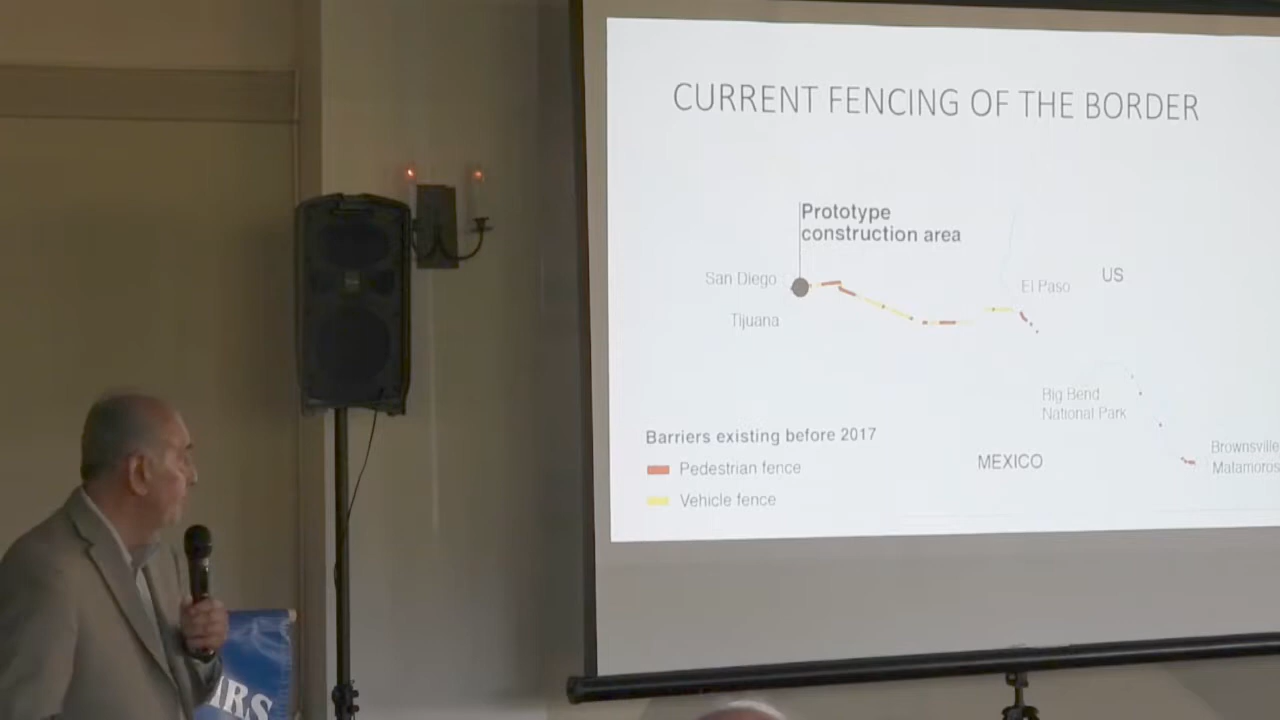 CURRENT FENCING OF THE BORDER
Prototype
construction area
San Diego
El Paso
US
Tijuana
Big Bend
National Park
Barriers existing before 2017
Brownsville
MEXICO
Matamoros
Pedestrian fence
Vehicle fence
IRS